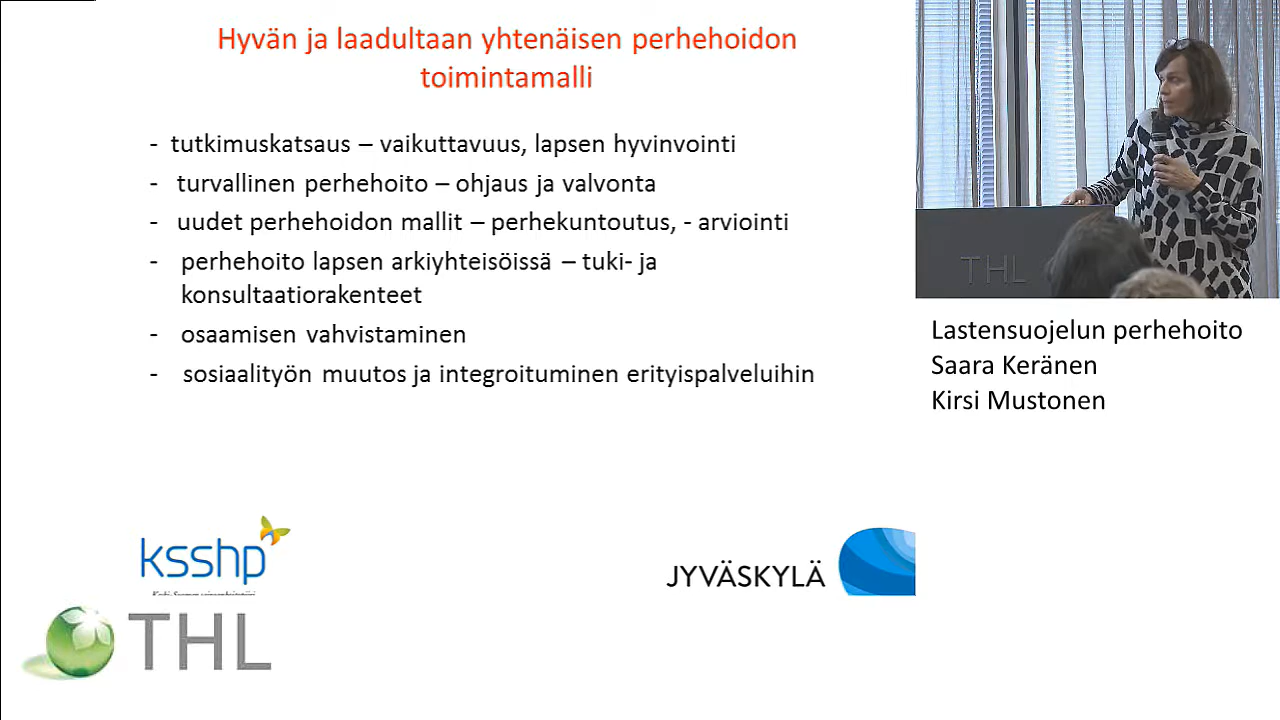 Hyvän ja laadultaan yhtenäisen perhehoidon
toimintamalli
- tutkimuskatsaus – vaikuttavuus, lapsen hyvinvointi
- turvallinen perhehoito – ohjaus ja valvonta
- uudet perhehoidon mallit – perhekuntoutus, - arviointi
- perhehoito lapsen arkiyhteisöissä – tuki- ja
konsultaatiorakenteet
- osaamisen vahvistaminen
- sosiaalityön muutos ja integroituminen erityispalveluihin
THL
Lastensuojelun perhehoito
Saara Keränen
Kirsi Mustonen
ksshp
JYVÄSKYLÄ
THL